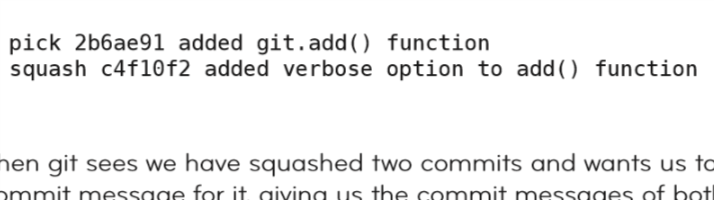 pick 2b6ae91 added git.add() function
squash c4f10f2 added verbose option to add() function
hen git sees we have squashed two commits and wants us to
ommit message for it, giving us the commit messages of both